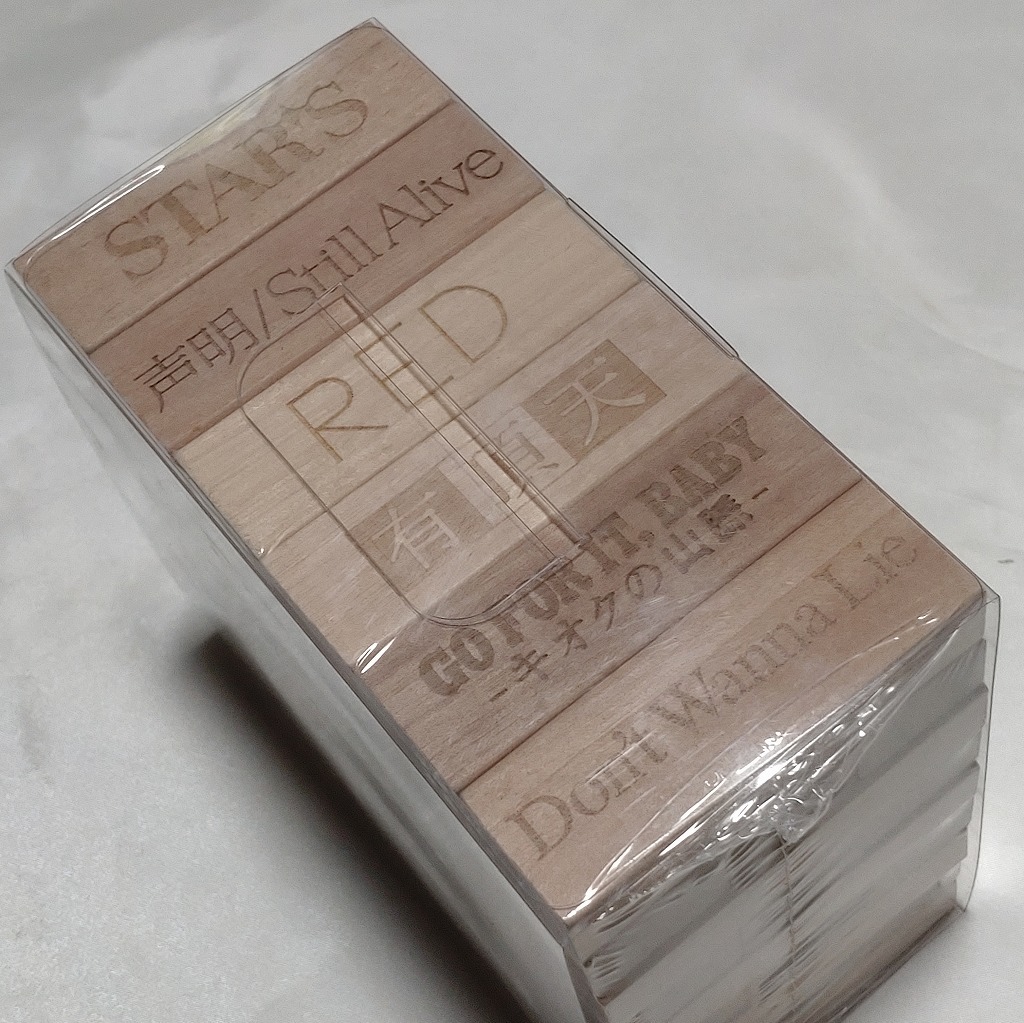 STAR'S
声明/Still Alive
RED
有頂天
GO FOR IT, BABY
-キオクの山脈-
Don't Wanna Lie